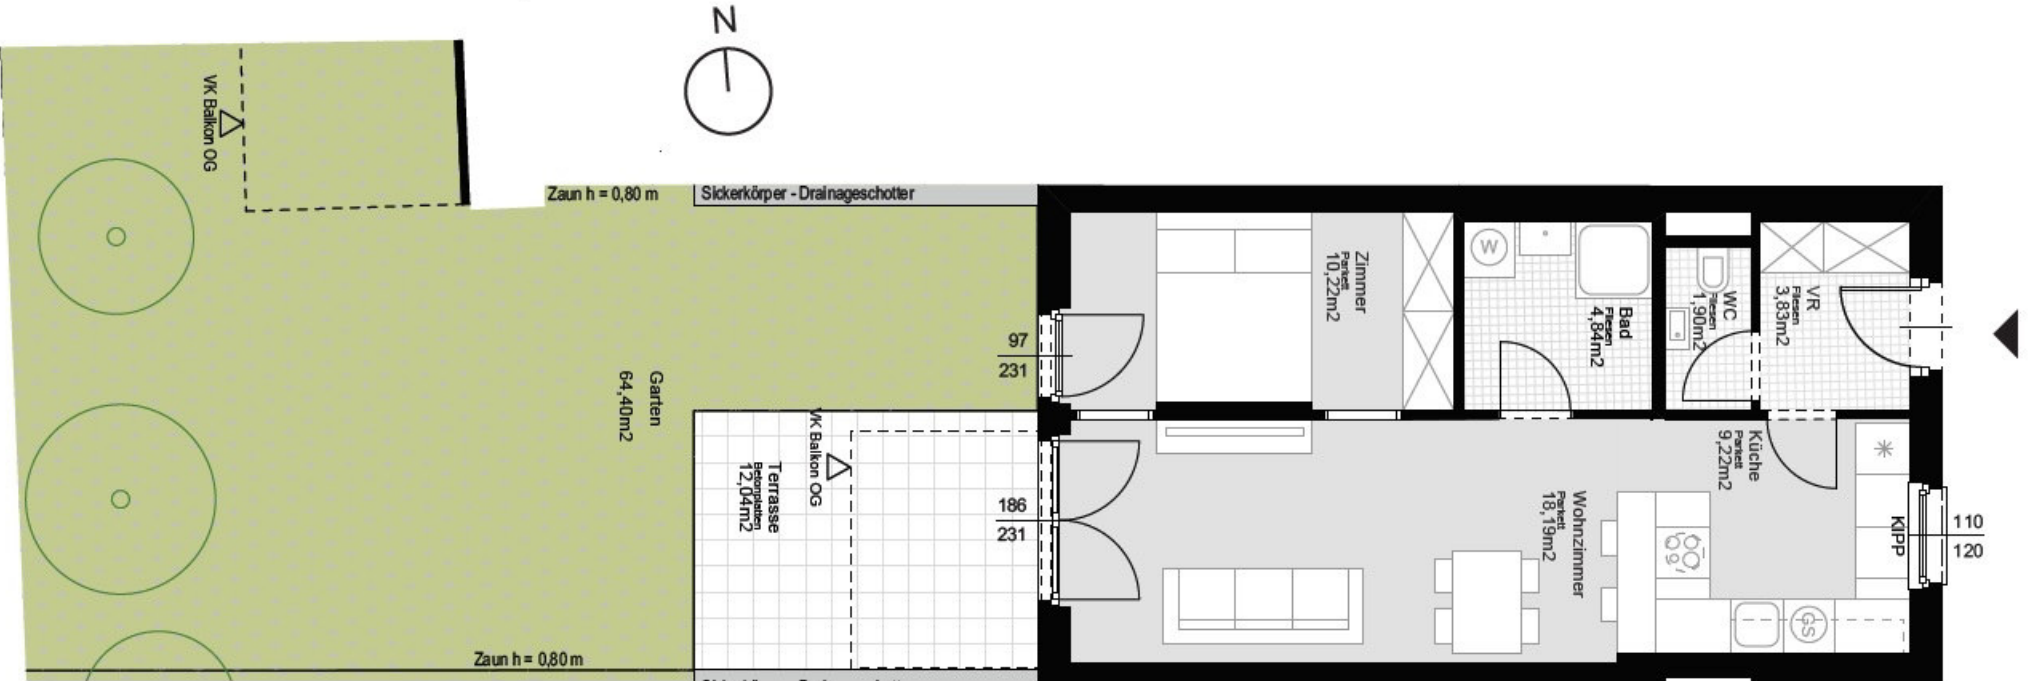 N
VK Balkon OG
Zaun h = 0,80 m
Sickerkörper - Drainageschotter
Zimmer
Parkett
10,22m2
W
Bad
Fliesen
4,84m2
WC
Fliesen
1,90m2
VR
Fliesen
3,83m2
97
231
Garten
64,40m2
VK Balkon OG
Terrasse
Betonplatten
12,04m2
186
231
Wohnzimmer
Parkett
18,19m2
Küche
Parkett
9,22m2
KIPP
110
120
GS
Zaun h = 0,80 m